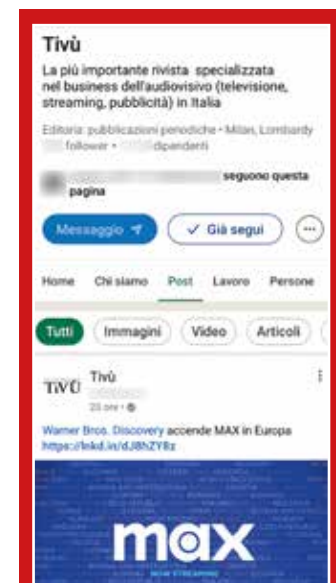 Tivù
La più importante rivista specializzata
nel business dell'audiovisivo (televisione,
streaming, pubblicità) in Italia
Editoria: pubblicazioni periodiche • Milan, Lombardy
follower • dipendenti
seguono questa
pagina
Messaggio
Già segui
Home Chi siamo Post Lavoro Persone
Tutti Immagini Video Articoli
TIVÙ Tivù
Warner Bros. Discovery accende MAX in Europa
https://lnkd.in/dJ8hZY8z
max
NOW STREAMING